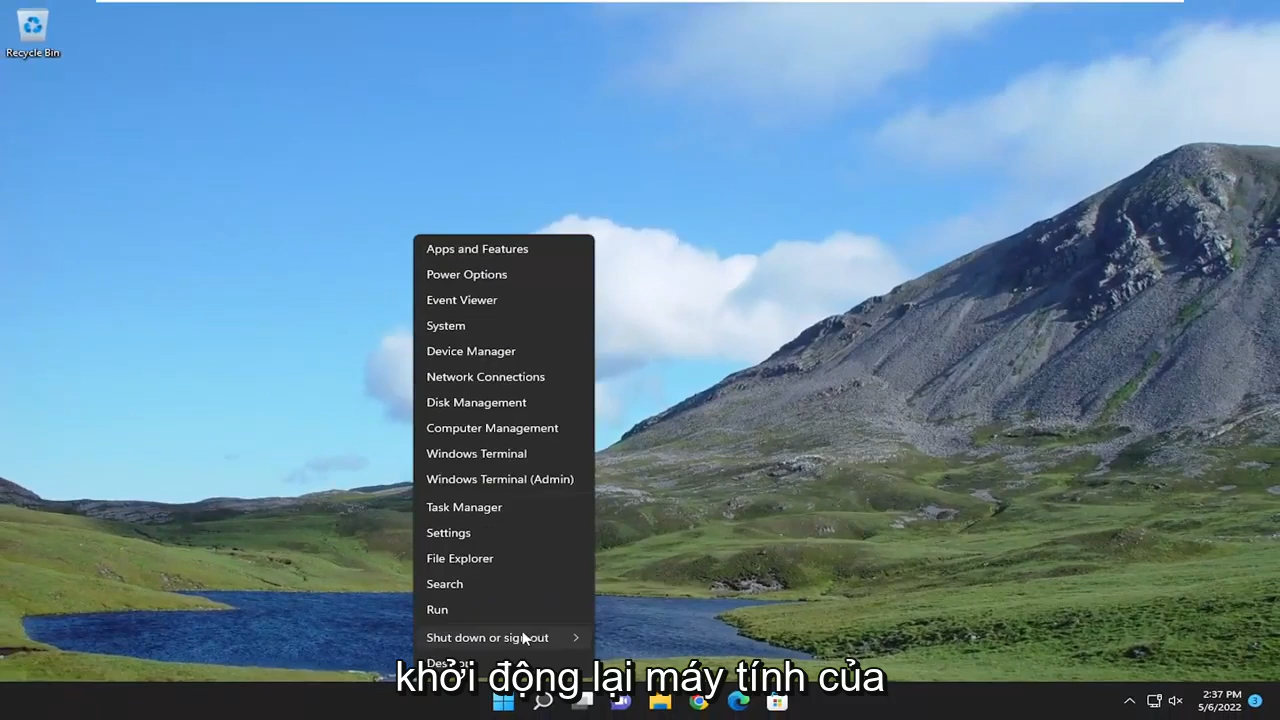 Recycle Bin
Apps and Features
Power Options
Event Viewer
System
Device Manager
Network Connections
Disk Management
Computer Management
Windows Terminal
Windows Terminal (Admin)
Task Manager
Settings
File Explorer
Search
Run
Shut down or sign out
khởi động lại máy tính của
2:37 PM
5/6/2022
3